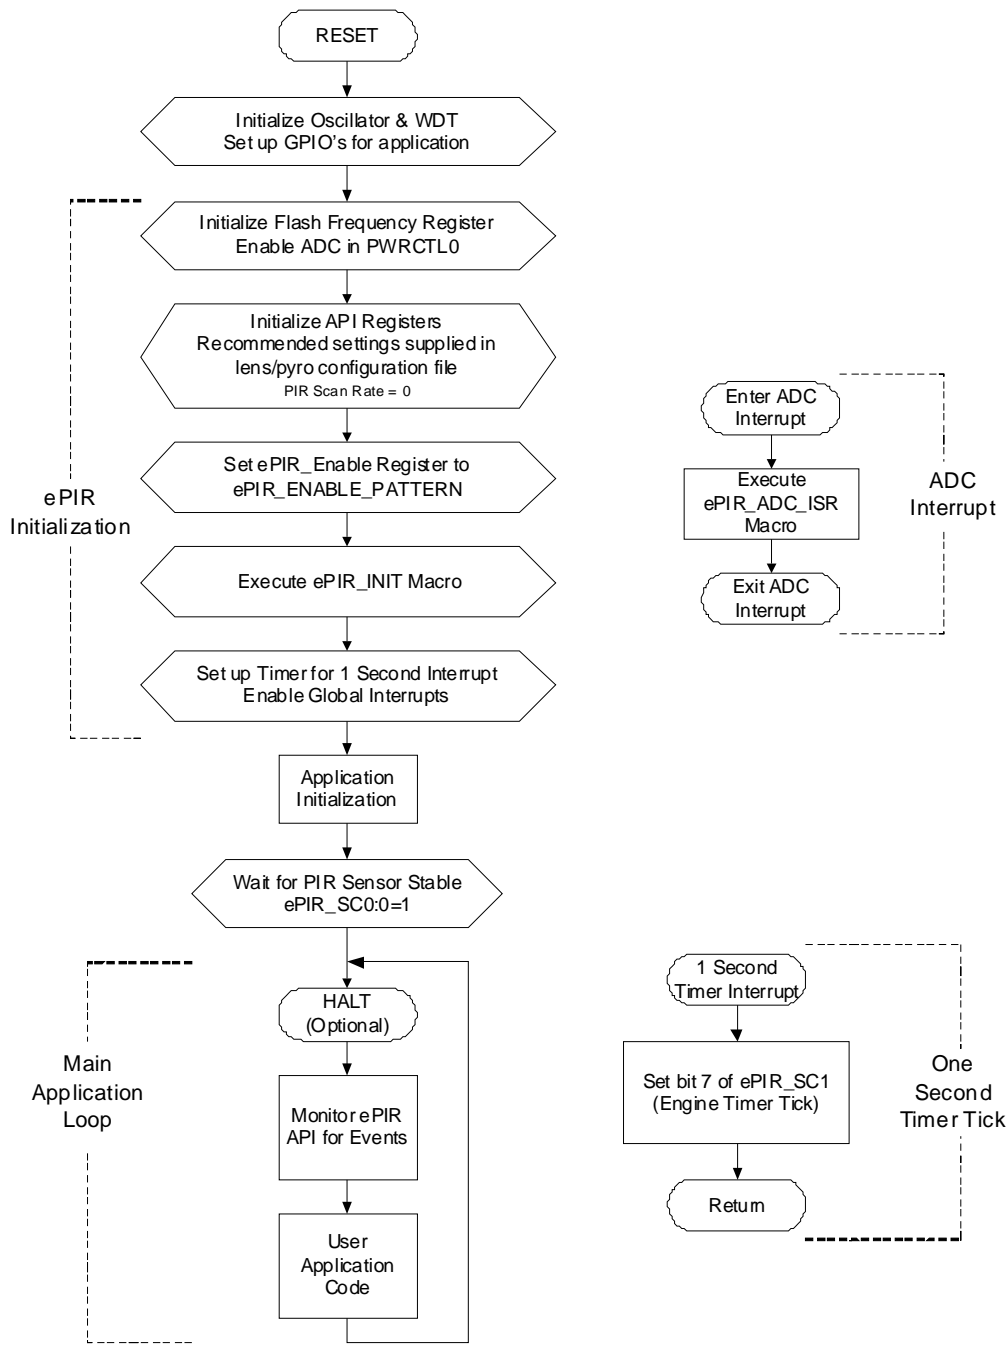 RESET
Initialize Oscillator & WDT
Set up GPIO's for application
Initialize Flash Frequency Register
Enable ADC in PWRCTL0
Initialize API Registers
Recommended settings supplied in
lens/pyro configuration file
PIR Scan Rate = 0
Set ePIR_Enable Register to
ePIR_ENABLE_PATTERN
ePIR
Initialization
Execute ePIR_INIT Macro
Set up Timer for 1 Second Interrupt
Enable Global Interrupts
Application
Initialization
Wait for PIR Sensor Stable
ePIR_SC0:0=1
HALT
(Optional)
Main
Application
Loop
Monitor ePIR
API for Events
User
Application
Code
Enter ADC
Interrupt
Execute
ePIR_ADC_ISR
Macro
Exit ADC
Interrupt
ADC
Interrupt
1 Second
Timer Interrupt
Set bit 7 of ePIR_SC1
(Engine Timer Tick)
Return
One
Second
Timer Tick